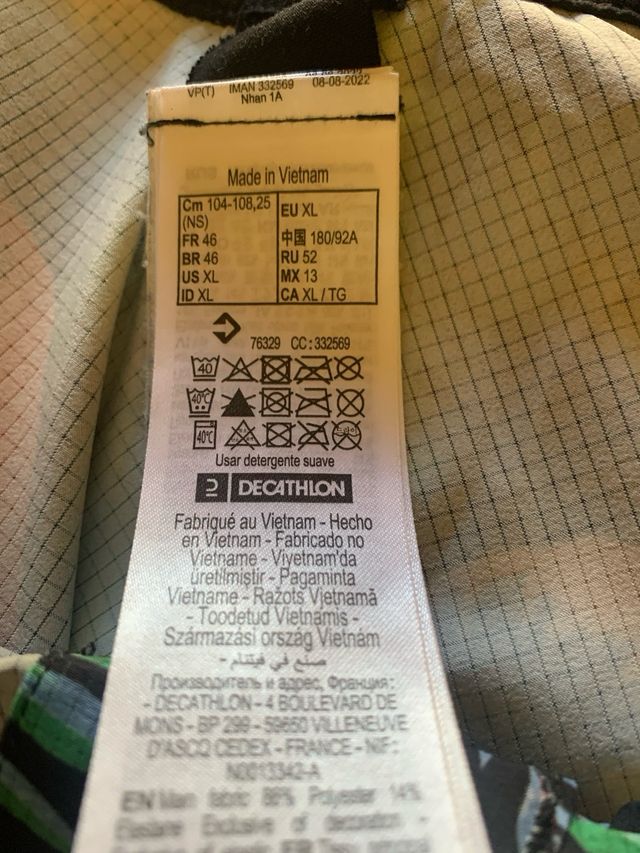 VP(T) IMAN 332569 08-08-2022
Nhan 1A
Made in Vietnam
Cm 104-108,25 (NS)
FR 46
BR 46
US XL
ID XL
EU XL
中国 180/92A
RU 52
MX 13
CA XL / TG
76329 CC : 332569
40
40°C
40°C
Usar detergente suave
DECATHLON
Fabriqué au Vietnam - Hecho
en Vietnam - Fabricado no
Vietname - Vıyetnam'da
üretilmiştir - Pagaminta
Vietname - Ražots Vjetnamā
- Toodetud Vietnamis -
Származási ország Vietnám
- صنع في فيتنام -
Производитель и адрес, Франция:
- DECATHLON - 4 BOULEVARD DE
MONS - BP 299 - 59650 VILLENEUVE
D'ASCQ CEDEX - FRANCE - NIF:
N0013342-A
EN Main fabric 86% Polyester 14%
Elastane Exclusive of decoration -